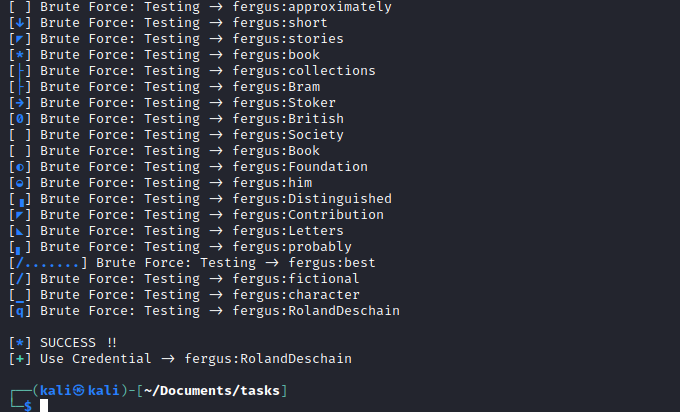 [ ] Brute Force: Testing → fergus:approximately
[↓] Brute Force: Testing → fergus:short
[◤] Brute Force: Testing → fergus:stories
[*] Brute Force: Testing → fergus:book
[├] Brute Force: Testing → fergus:collections
[├] Brute Force: Testing → fergus:Bram
[→] Brute Force: Testing → fergus:Stoker
[0] Brute Force: Testing → fergus:British
[ ] Brute Force: Testing → fergus:Society
[ ] Brute Force: Testing → fergus:Book
[◐] Brute Force: Testing → fergus:Foundation
[◒] Brute Force: Testing → fergus:him
[▗] Brute Force: Testing → fergus:Distinguished
[◤] Brute Force: Testing → fergus:Contribution
[◣] Brute Force: Testing → fergus:Letters
[▖] Brute Force: Testing → fergus:probably
[/.......] Brute Force: Testing → fergus:best
[/] Brute Force: Testing → fergus:fictional
[_] Brute Force: Testing → fergus:character
[q] Brute Force: Testing → fergus:RolandDeschain
[*] SUCCESS !!
[+] Use Credential → fergus:RolandDeschain
┌──(kali㉿kali)-[~/Documents/tasks]
└─$